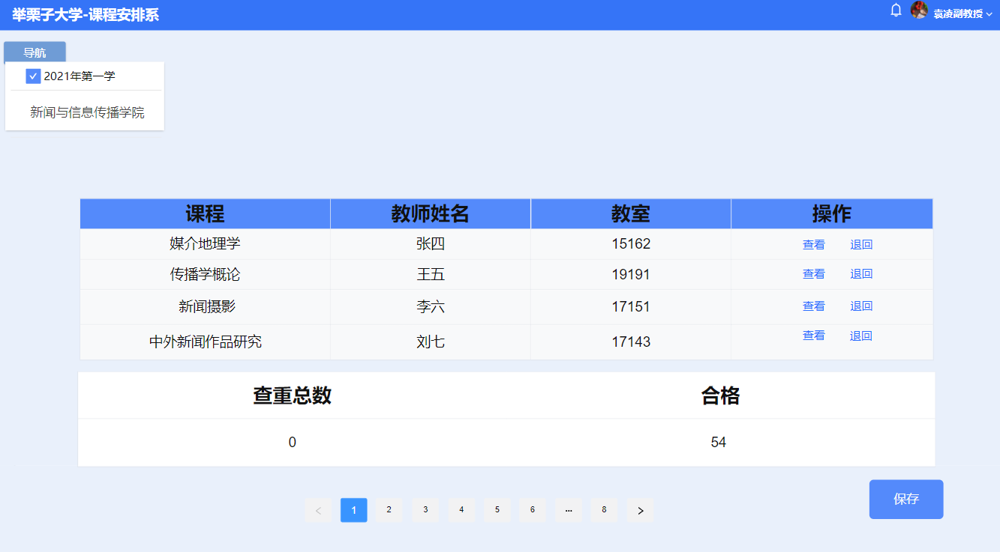 举栗子大学-课程安排系
袁凌副教授
导航
2021年第一学
新闻与信息传播学院
课程 教师姓名 教室 操作
媒介地理学 张四 15162 查看 退回
传播学概论 王五 19191 查看 退回
新闻摄影 李六 17151 查看 退回
中外新闻作品研究 刘七 17143 查看 退回
查重总数 合格
0 54
< 1 2 3 4 5 6 ... 8 >
保存